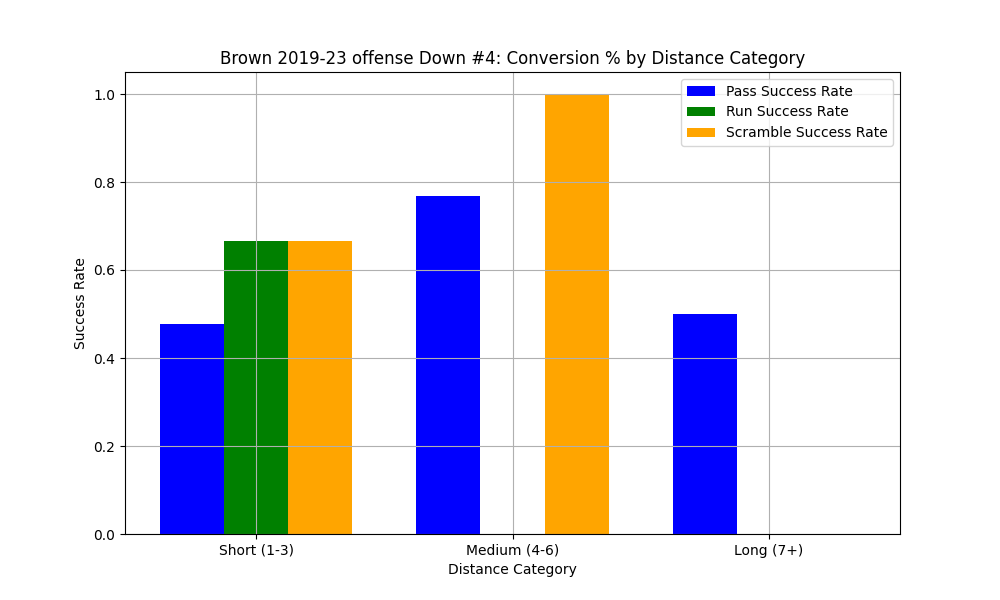 Brown 2019-23 offense Down #4: Conversion % by Distance Category
Pass Success Rate
Run Success Rate
Scramble Success Rate
1.0
0.8
0.6
0.4
0.2
0.0
Success Rate
Short (1-3)
Medium (4-6)
Long (7+)
Distance Category